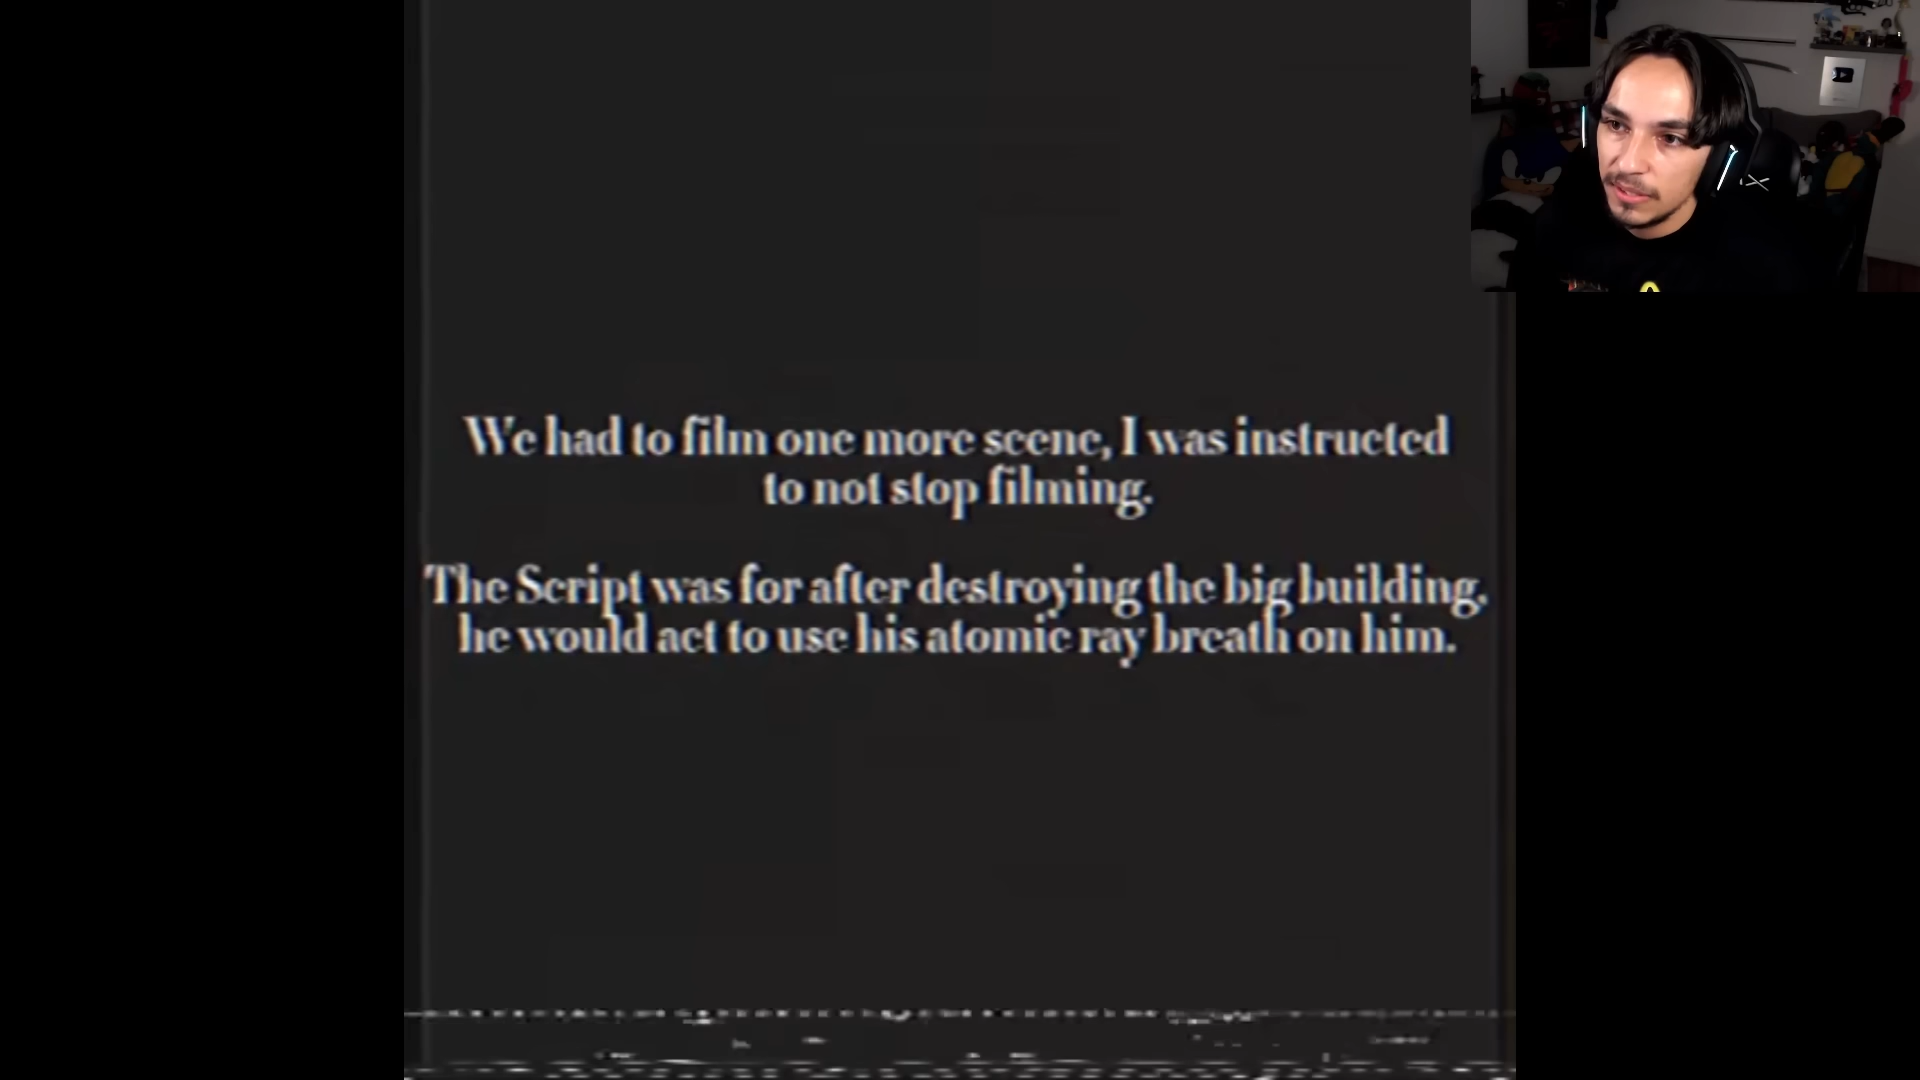 We had to film one more scene, I was instructed
to not stop filming.
The Script was for after destroying the big building,
he would act to use his atomic ray breath on him.